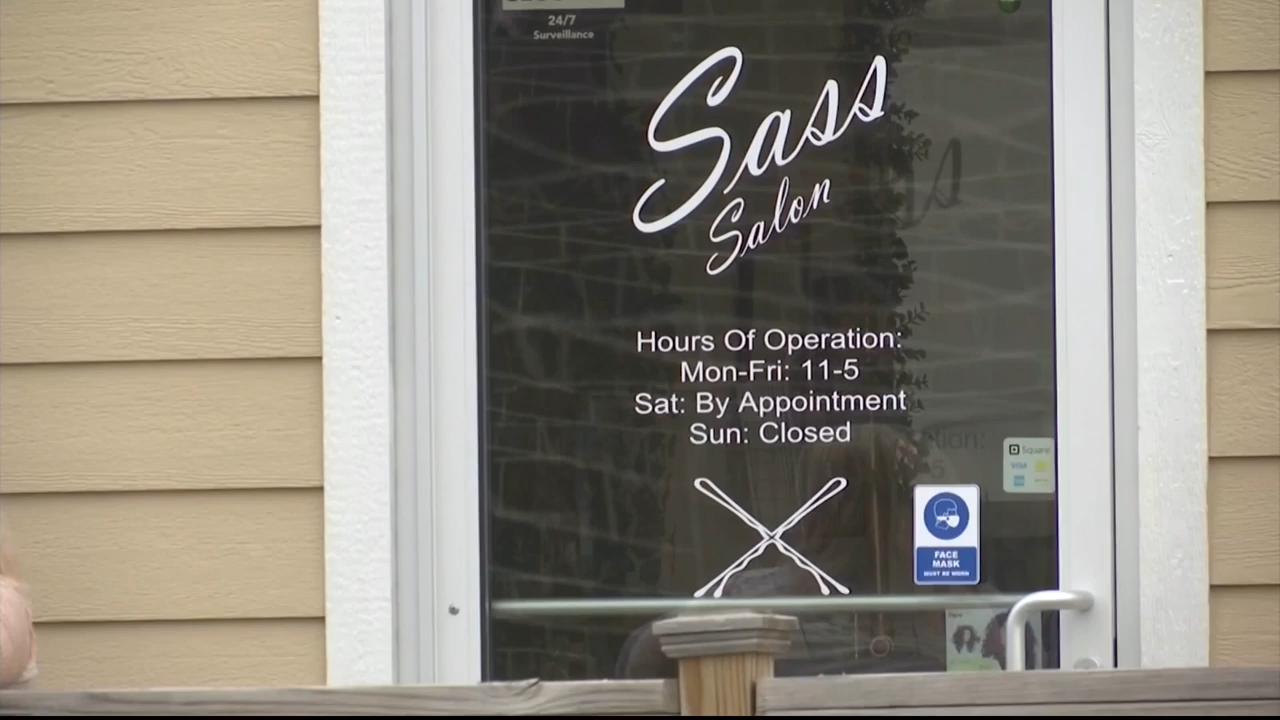 24/7
Surveillance
Sass
Salon
Hours Of Operation:
Mon-Fri: 11-5
Sat: By Appointment
Sun: Closed
Square
VISA
FACE
MASK
MUST BE WORN